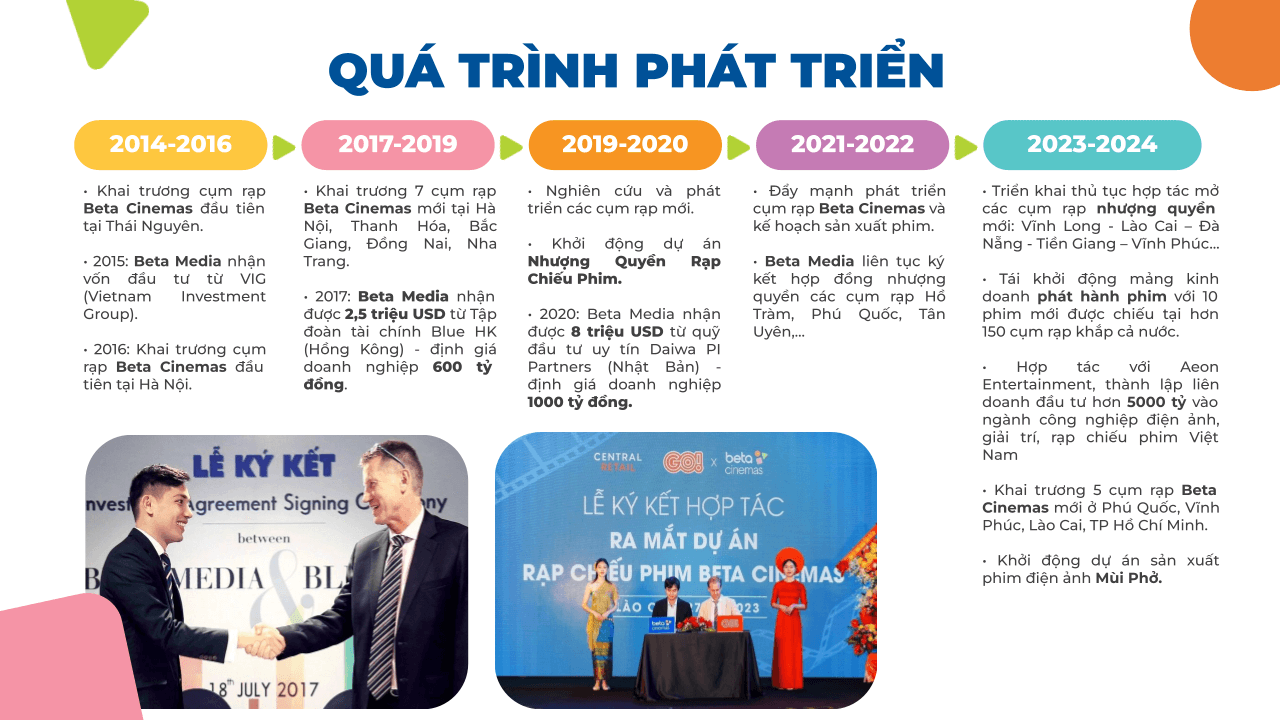 QUÁ TRÌNH PHÁT TRIỂN
2014-2016
• Khai trương cụm rạp
Beta Cinemas đầu tiên
tại Thái Nguyên.
• 2015: Beta Media nhận
vốn đầu tư từ VIG
(Vietnam Investment
Group).
• 2016: Khai trương cụm
rạp Beta Cinemas đầu
tiên tại Hà Nội.
2017-2019
• Khai trương 7 cụm rạp
Beta Cinemas mới tại Hà
Nội, Thanh Hóa, Bắc
Giang, Đồng Nai, Nha
Trang.
• 2017: Beta Media nhận
được 2,5 triệu USD từ Tập
đoàn tài chính Blue HK
(Hồng Kông) - định giá
doanh nghiệp 600 tỷ
đồng.
2019-2020
• Nghiên cứu và phát
triển các cụm rạp mới.
• Khởi động dự án
Nhượng Quyền Rạp
Chiếu Phim.
• 2020: Beta Media nhận
được 8 triệu USD từ quỹ
đầu tư uy tín Daiwa PI
Partners (Nhật Bản) -
định giá doanh nghiệp
1000 tỷ đồng.
2021-2022
• Đẩy mạnh phát triển
cụm rạp Beta Cinemas và
kế hoạch sản xuất phim.
• Beta Media liên tục ký
kết hợp đồng nhượng
quyền các cụm rạp Hồ
Tràm, Phú Quốc, Tân
Uyên,...
2023-2024
• Triển khai thủ tục hợp tác mở
các cụm rạp nhượng quyền
mới: Vĩnh Long - Lào Cai – Đà
Nẵng - Tiền Giang – Vĩnh Phúc...
• Tái khởi động mảng kinh
doanh phát hành phim với 10
phim mới được chiếu tại hơn
150 cụm rạp khắp cả nước.
• Hợp tác với Aeon
Entertainment, thành lập liên
doanh đầu tư hơn 5000 tỷ vào
ngành công nghiệp điện ảnh,
giải trí, rạp chiếu phim Việt
Nam
• Khai trương 5 cụm rạp Beta
Cinemas mới ở Phú Quốc, Vĩnh
Phúc, Lào Cai, TP Hồ Chí Minh.
• Khởi động dự án sản xuất
phim điện ảnh Mùi Phở.
LỄ KÝ KẾT
Agreement Signing
between
MEDIA &
18th JULY 2017
CENTRAL
RETAIL
GO! x beta
cinemas
LỄ KÝ KẾT HỢP TÁC
RA MẮT DỰ ÁN
RẠP CHIẾU PHIM BETA CINEMAS
LÀO 2023
beta
cinemas
GO!